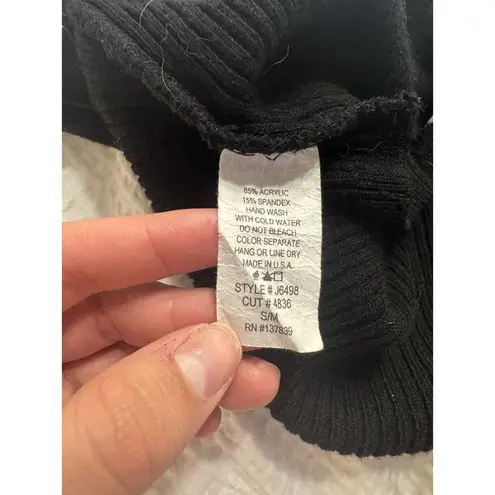 85% ACRYLIC
15% SPANDEX
HAND WASH
WITH COLD WATER
DO NOT BLEACH
COLOR SEPARATE
HANG OR LINE DRY
MADE IN U.S.A.
STYLE# J6498
CUT# 4836
S/M
RN #137839